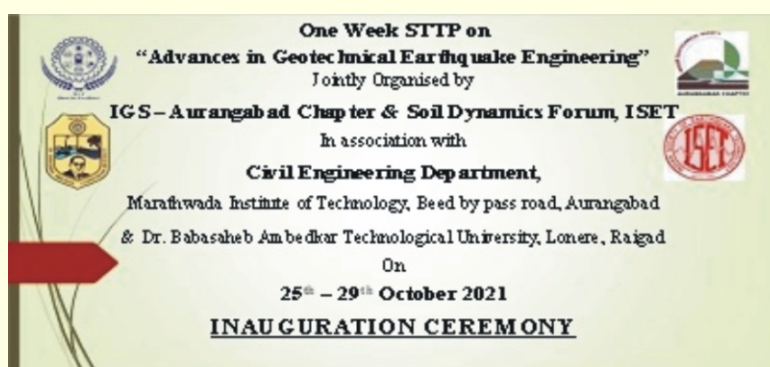 One Week STTP on
“Advances in Geotechnical Earthquake Engineering”
Jointly Organised by
IGS – Aurangabad Chapter & Soil Dynamics Forum, ISET
In association with
Civil Engineering Department,
Marathwada Institute of Technology, Beed by pass road, Aurangabad
& Dr. Babasaheb Ambedkar Technological University, Lonere, Raigad
On
25th – 29th October 2021
INAUGURATION CEREMONY
AURANGABAD CHAPTER
ISET